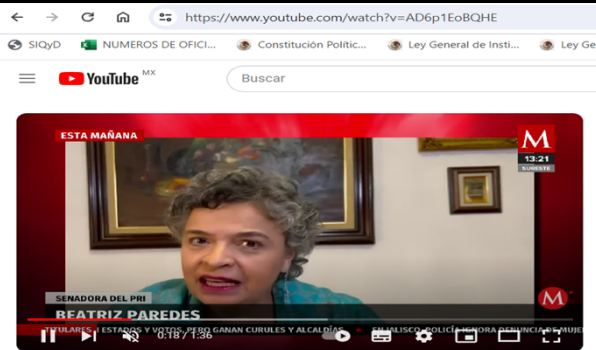 https://www.youtube.com/watch?v=AD6p1EoBQHE
SIQyD NUMEROS DE OFICI... Constitución Polític... Ley General de Insti... Ley Ge
YouTube MX
Buscar
ESTA MAÑANA
M
13:21
SURESTE
SENADORA DEL PRI
BEATRIZ PAREDES
M
TITULARES ESTADOS Y VOTOS, PERO GANAN CURULES Y ALCALDÍAS EN JALISCO, POLICÍA IGNORA DENUNCIA DE MUJE
0:18 / 1:36